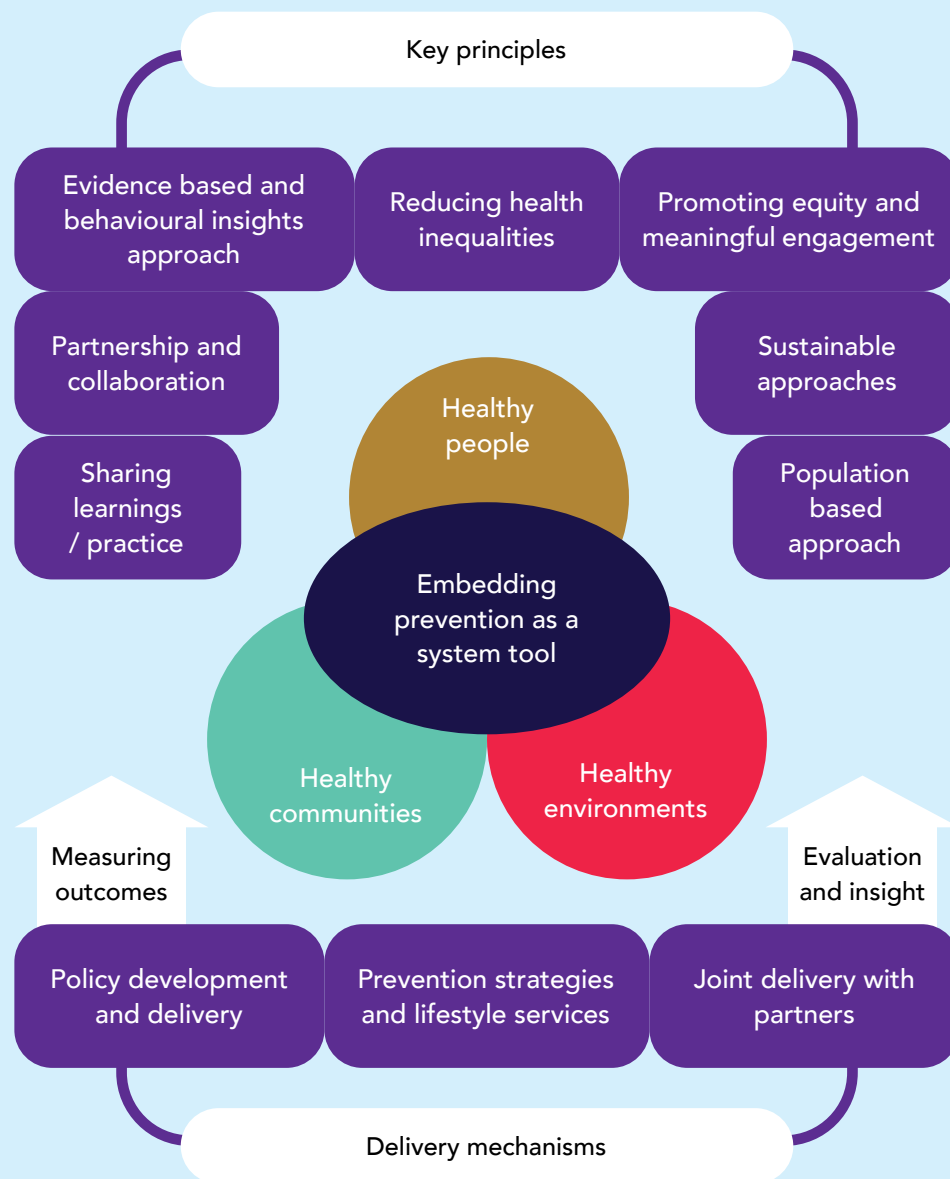 Key principles
Evidence based and
behavioural insights
approach
Reducing health
inequalities
Promoting equity and
meaningful engagement
Partnership and
collaboration
Sustainable
approaches
Sharing
learnings
/ practice
Population
based
approach
Healthy
people
Embedding
prevention as a
system tool
Healthy
communities
Healthy
environments
Measuring
outcomes
Evaluation
and insight
Policy development
and delivery
Prevention strategies
and lifestyle services
Joint delivery with
partners
Delivery mechanisms